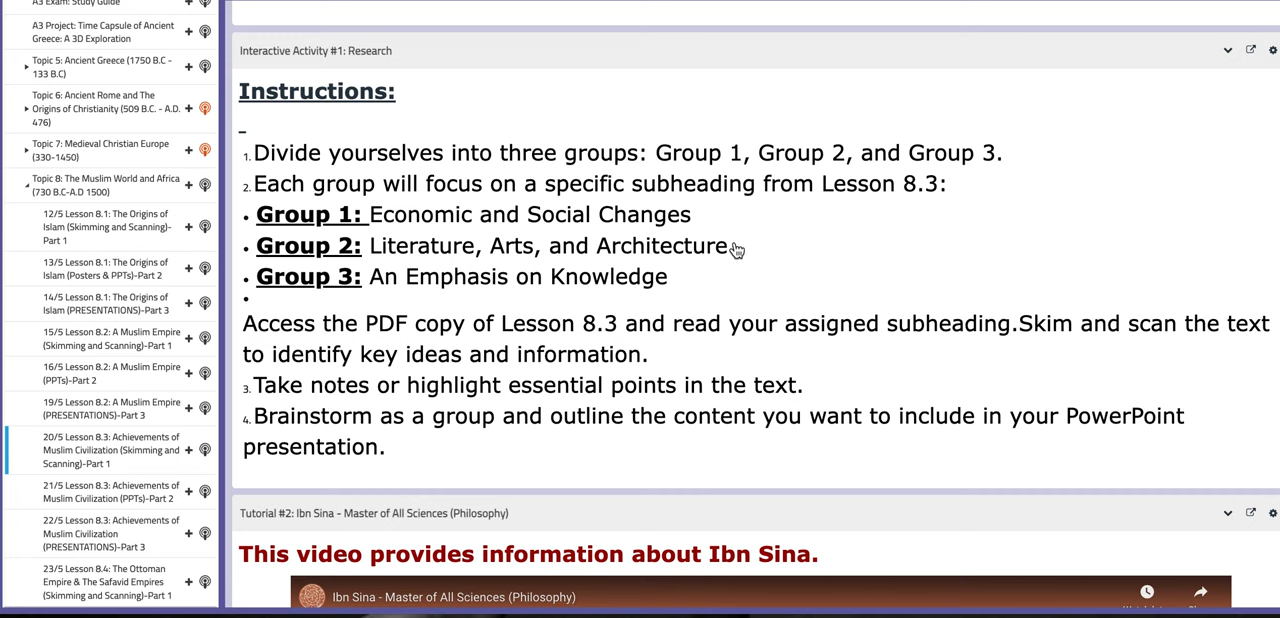 A3 Exam: Study Guide
A3 Project: Time Capsule of Ancient
Greece: A 3D Exploration
Topic 5: Ancient Greece (1750 B.C -
133 B.C)
Topic 6: Ancient Rome and The
Origins of Christianity (509 B.C. - A.D.
476)
Topic 7: Medieval Christian Europe
(330-1450)
Topic 8: The Muslim World and Africa
(730 B.C-A.D 1500)
12/5 Lesson 8.1: The Origins of
Islam (Skimming and Scanning)-
Part 1
13/5 Lesson 8.1: The Origins of
Islam (Posters & PPTs)-Part 2
14/5 Lesson 8.1: The Origins of
Islam (PRESENTATIONS)-Part 3
15/5 Lesson 8.2: A Muslim Empire
(Skimming and Scanning)-Part 1
16/5 Lesson 8.2: A Muslim Empire
(PPTs)-Part 2
19/5 Lesson 8.2: A Muslim Empire
(PRESENTATIONS)-Part 3
20/5 Lesson 8.3: Achievements of
Muslim Civilization (Skimming and
Scanning)-Part 1
21/5 Lesson 8.3: Achievements of
Muslim Civilization (PPTs)-Part 2
22/5 Lesson 8.3: Achievements of
Muslim Civilization
(PRESENTATIONS)-Part 3
23/5 Lesson 8.4: The Ottoman
Empire & The Safavid Empires
(Skimming and Scanning)-Part 1
Interactive Activity #1: Research
Instructions:
1. Divide yourselves into three groups: Group 1, Group 2, and Group 3.
2. Each group will focus on a specific subheading from Lesson 8.3:
• Group 1: Economic and Social Changes
• Group 2: Literature, Arts, and Architecture
• Group 3: An Emphasis on Knowledge
•
Access the PDF copy of Lesson 8.3 and read your assigned subheading.Skim and scan the text
to identify key ideas and information.
3. Take notes or highlight essential points in the text.
4. Brainstorm as a group and outline the content you want to include in your PowerPoint
presentation.
Tutorial #2: Ibn Sina - Master of All Sciences (Philosophy)
This video provides information about Ibn Sina.
Ibn Sina - Master of All Sciences (Philosophy)